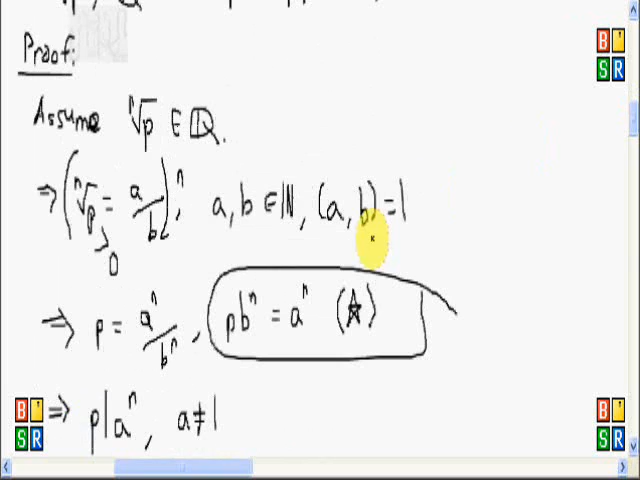 Proof:
Assume ⁿ√p ∈ ℚ.
⇒ (ⁿ√p = a/b)ⁿ, a, b ∈ ℕ, (a, b) = 1
> 0
⇒ p = aⁿ/bⁿ, pbⁿ = aⁿ (☆)
⇒ p|aⁿ, a ≠ 1
B '
S R
B '
S R
B '
S R